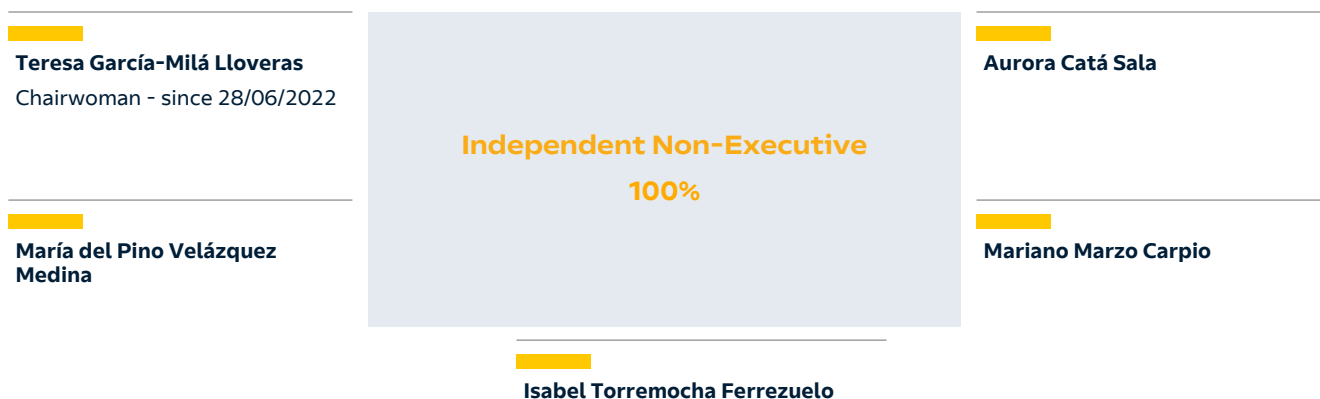 Teresa García-Milá Lloveras
Chairwoman - since 28/06/2022
Independent Non-Executive
100%
Aurora Catá Sala
María del Pino Velázquez
Medina
Mariano Marzo Carpio
Isabel Torremocha Ferrezuelo